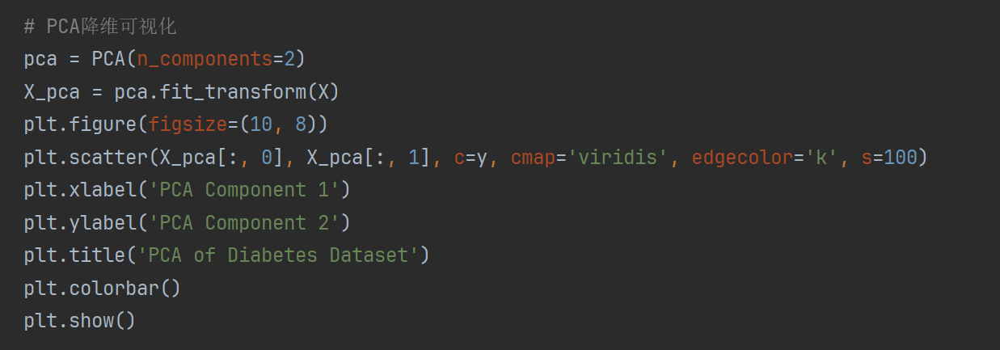 # PCA降维可视化
pca = PCA(n_components=2)
X_pca = pca.fit_transform(X)
plt.figure(figsize=(10, 8))
plt.scatter(X_pca[:, 0], X_pca[:, 1], c=y, cmap='viridis', edgecolor='k', s=100)
plt.xlabel('PCA Component 1')
plt.ylabel('PCA Component 2')
plt.title('PCA of Diabetes Dataset')
plt.colorbar()
plt.show()